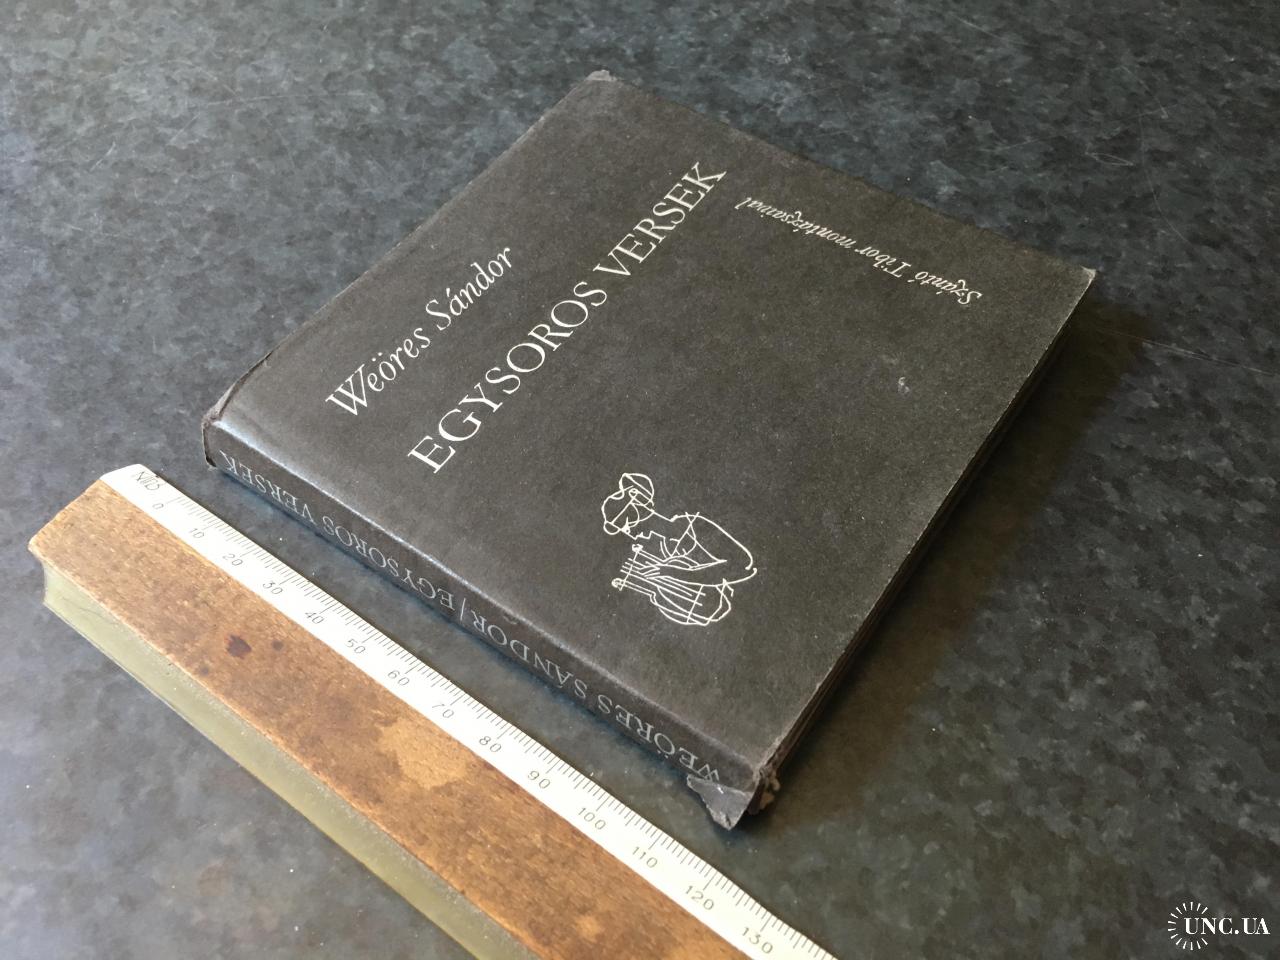 Weöres Sándor
EGYSOROS VERSEK
Szántó Tibor montázsaival
WEÖRES SÁNDOR / EGYSOROS VERSEK
0 10 20 30 40 50 60 70 80 90 100 110 120 130
UNC.UA